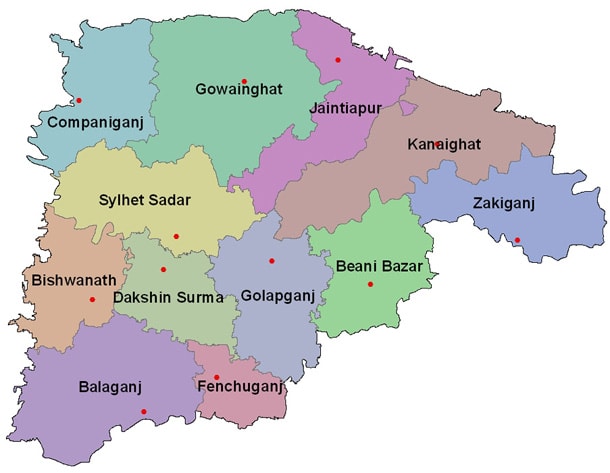 Gowainghat
Jaintiapur
Companiganj
Kanaighat
Sylhet Sadar
Zakiganj
Beani Bazar
Bishwanath
Dakshin Surma
Golapganj
Balaganj
Fenchuganj